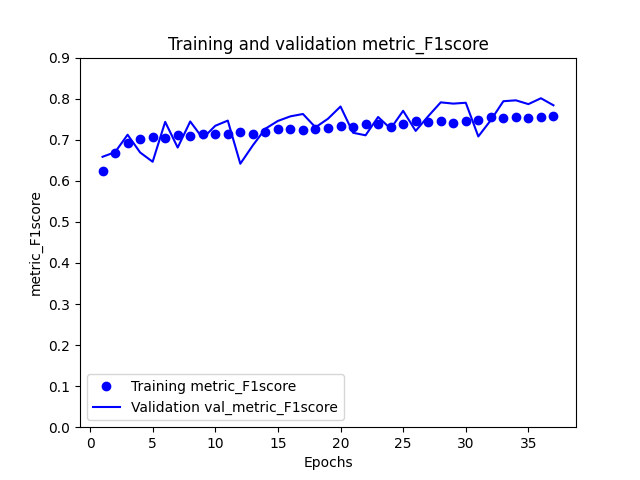 Training and validation metric_F1score
metric_F1score
0.9
0.8
0.7
0.6
0.5
0.4
0.3
0.2
0.1
0.0
Training metric_F1score
Validation val_metric_F1score
0 5 10 15 20 25 30 35
Epochs